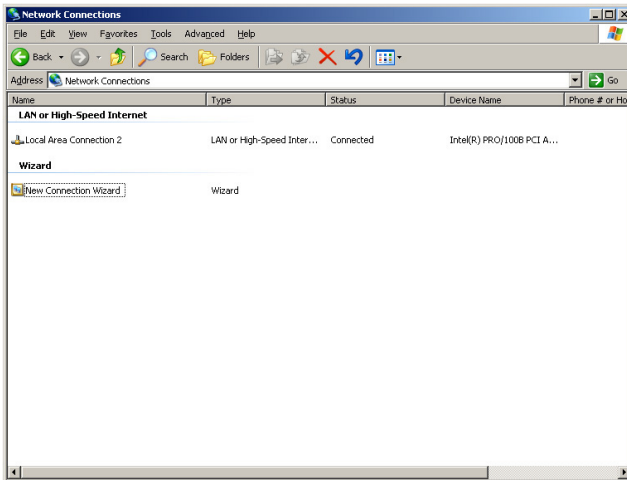 Network Connections
File Edit View Favorites Tools Advanced Help
Back Search Folders
Address Network Connections Go
Name Type Status Device Name Phone # or Ho
LAN or High-Speed Internet
Local Area Connection 2 LAN or High-Speed Inter... Connected Intel(R) PRO/100B PCI A...
Wizard
New Connection Wizard Wizard